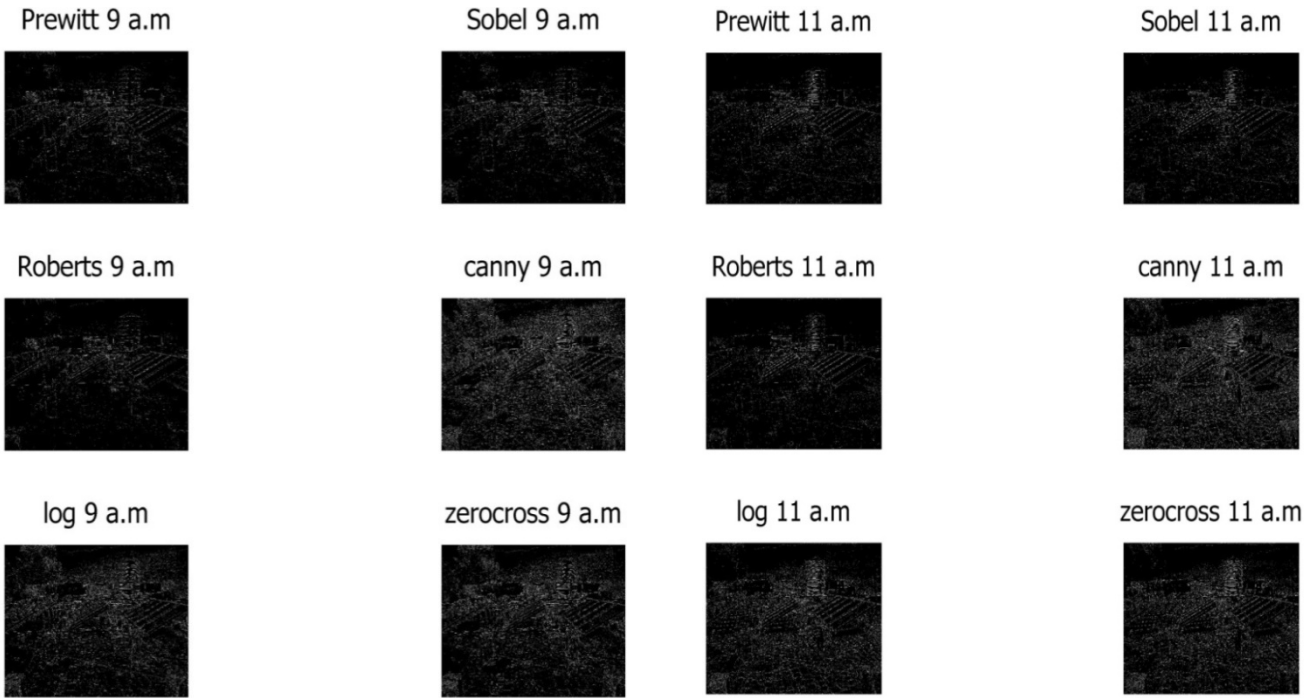 Prewitt 9 a.m
Sobel 9 a.m
Prewitt 11 a.m
Sobel 11 a.m
Roberts 9 a.m
canny 9 a.m
Roberts 11 a.m
canny 11 a.m
log 9 a.m
zerocross 9 a.m
log 11 a.m
zerocross 11 a.m